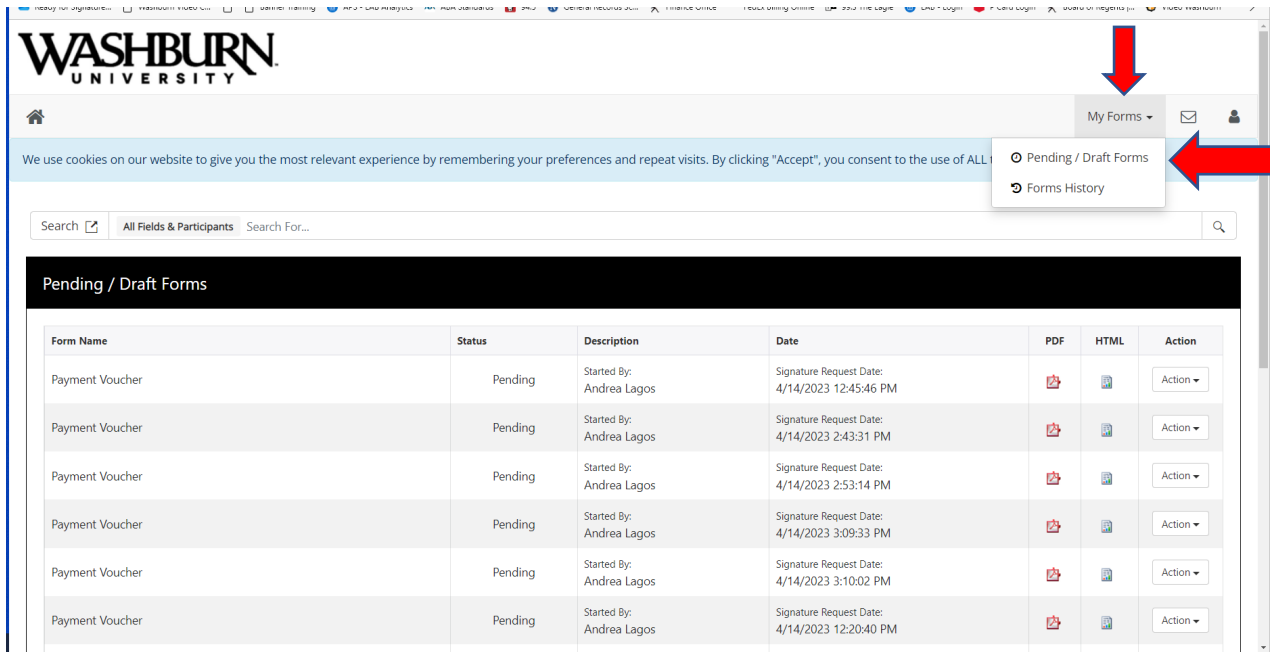 WASHBURN
UNIVERSITY
My Forms
We use cookies on our website to give you the most relevant experience by remembering your preferences and repeat visits. By clicking "Accept", you consent to the use of ALL
Pending / Draft Forms
Forms History
Search All Fields & Participants Search For...
Pending / Draft Forms
Form Name Status Description Date PDF HTML Action
Payment Voucher Pending Started By: Andrea Lagos Signature Request Date: 4/14/2023 12:45:46 PM Action
Payment Voucher Pending Started By: Andrea Lagos Signature Request Date: 4/14/2023 2:43:31 PM Action
Payment Voucher Pending Started By: Andrea Lagos Signature Request Date: 4/14/2023 2:53:14 PM Action
Payment Voucher Pending Started By: Andrea Lagos Signature Request Date: 4/14/2023 3:09:33 PM Action
Payment Voucher Pending Started By: Andrea Lagos Signature Request Date: 4/14/2023 3:10:02 PM Action
Payment Voucher Pending Started By: Andrea Lagos Signature Request Date: 4/14/2023 12:20:40 PM Action